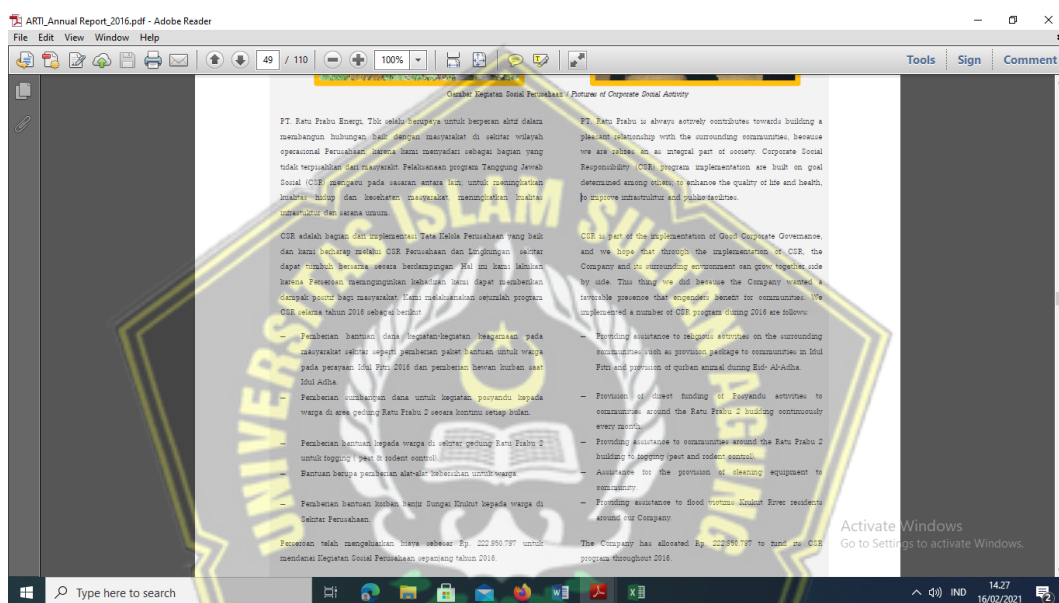 ARTI_Annual Report_2016.pdf - Adobe Reader
File Edit View Window Help
49 / 110
100%
Tools Sign Comment
Gambar Kegiatan Sosial Perusahaan / Pictures of Corporate Social Activity
PT. Ratu Prabu Energi, Tbk selalu berupaya untuk berperan aktif dalam
membangun hubungan baik dengan masyarakat di sekitar wilayah
operasional Perusahaan karena kami menyadari sebagai bagian yang
tidak terpisahkan dari masyarakt. Pelaksanaan program Tanggung Jawab
Sosial (CSR) mengacu pada sasaran antara lain, untuk meningkatkan
kualitas hidup dan kesehatan masyarakat, meningkatkan kualitas
infrastuktur dan sarana umum.
CSR adalah bagian dari implementasi Tata Kelola Perusahaan yang baik
dan kami berharap melalui CSR Perusahaan dan Lingkungan sekitar
dapat tumbuh bersama secara berdampingan. Hal ini kami lakukan
karena Perseroan menginginkan kehadiran kami dapat memberikan
dampak positif bagi masyarakat. Kami melaksanakan sejumlah program
CSR selama tahun 2016 sebagai berikut
– Pemberian bantuan dana kegiatan-kegiatan keagamaan pada
masyarakat sekitar seperti pemberian paket bantuan untuk warga
pada perayaan Idul Fitri 2016 dan pemberian hewan kurban saat
Idul Adha.
– Pemberian sumbangan dana untuk kegiatan posyandu kepada
warga di area gedung Ratu Prabu 2 secara kontinu setiap bulan.
– Pemberian bantuan kepada warga di sekitar gedung Ratu Prabu 2
untuk fogging ( pest & rodent control).
– Bantuan berupa pemberian alat-alat kebersihan untuk warga
– Pemberian bantuan korban banjir Sungai Krukut kepada warga di
Sekitar Perusahaan.
Perseroan telah mengeluarkan biaya sebesar Rp. 222.950.787 untuk
mendanai Kegiatan Sosial Perusahaan sepanjang tahun 2016.
PT. Ratu Prabu is always actively contributes towards building a
pleasant relationship with the surrounding communities, because
we are realizes an as integral part of society. Corporate Social
Responsibility (CSR) program implementation are built on goal
determined among others; to enhance the quality of life and health,
to improve infrastruktur and public facilities.
CSR is part of the implementation of Good Corporate Governance,
and we hope that through the implementation of CSR, the
Company and its surrounding environment can grow together side
by side. This thing we did because the Company wanted a
favorable presence that engenders benefit for communities. We
implemented a number of CSR program during 2016 are follows:
– Providing assistance to religious activities on the surrounding
communities such as provision package to communities in Idul
Fitri and provision of qurban animal during Eid- Al-Adha.
– Provision of direct funding of Posyandu activities to
communities around the Ratu Prabu 2 building continuously
every month.
– Providing assistance to communities around the Ratu Prabu 2
building to fogging (pest and rodent control).
– Assistance for the provision of cleaning equipment to
community.
– Providing assistance to flood victims Krukut River residents
around our Company.
The Company has allocated Rp. 222.950.787 to fund its CSR
program throughout 2016.
UNIVERSITAS ISLAM SULTAN AGUNG
Activate Windows
Go to Settings to activate Windows.
Type here to search
IND
14.27
16/02/2021